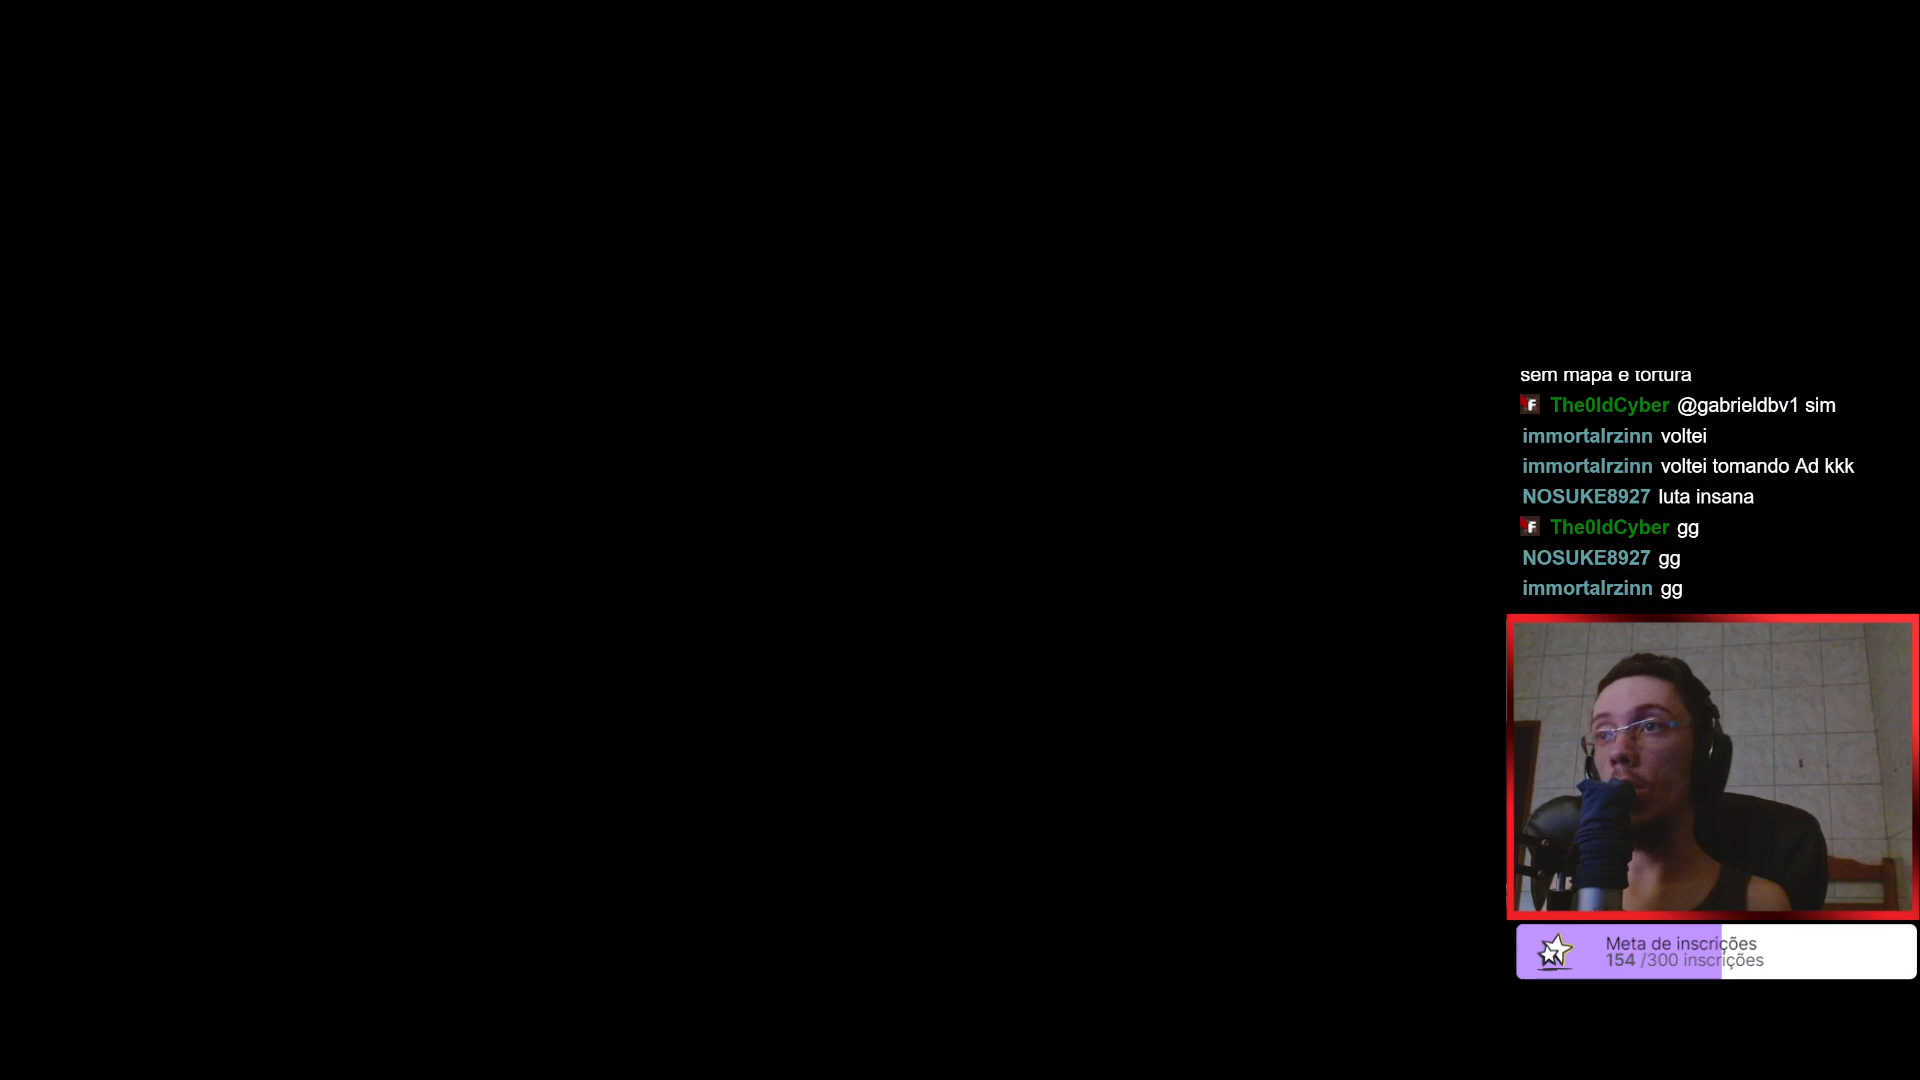 sem mapa e tortura
The0ldCyber @gabrieldbv1 sim
immortalrzinn voltei
immortalrzinn voltei tomando Ad kkk
NOSUKE8927 luta insana
The0ldCyber gg
NOSUKE8927 gg
immortalrzinn gg
Meta de inscrições
154 /300 inscrições